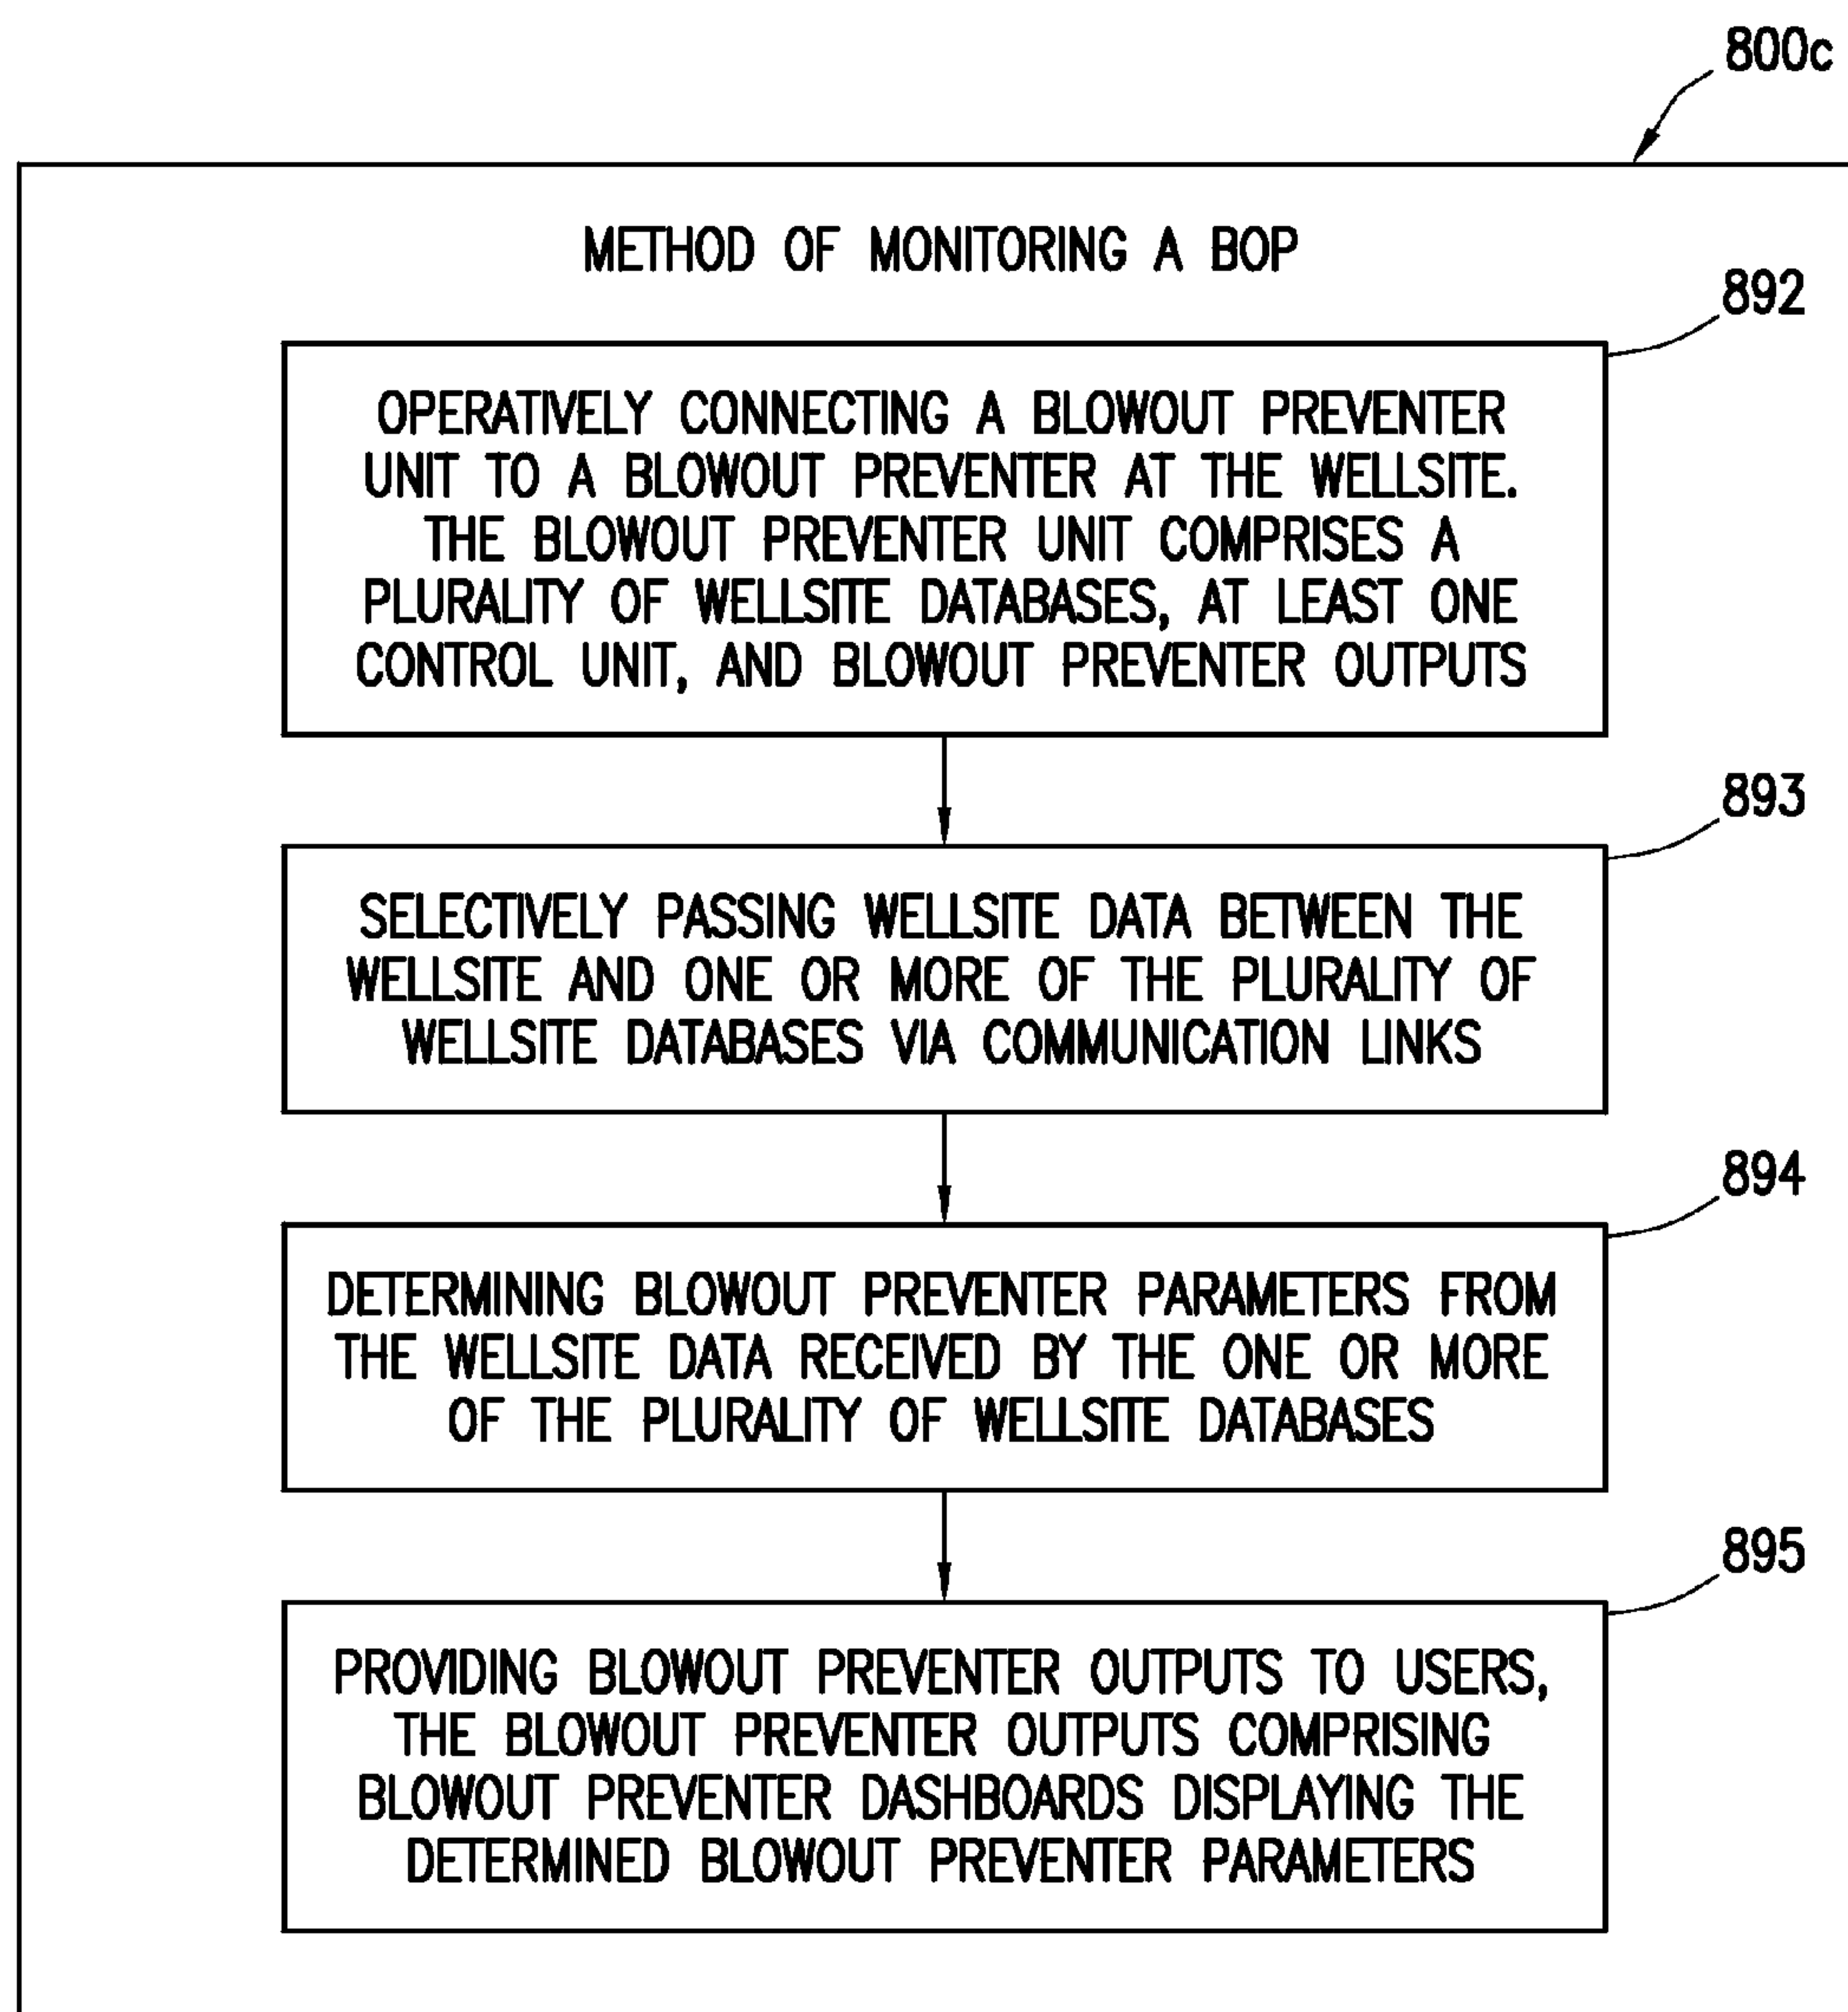 800c
METHOD OF MONITORING A BOP
892
OPERATIVELY CONNECTING A BLOWOUT PREVENTER
UNIT TO A BLOWOUT PREVENTER AT THE WELLSITE.
THE BLOWOUT PREVENTER UNIT COMPRISES A
PLURALITY OF WELLSITE DATABASES, AT LEAST ONE
CONTROL UNIT, AND BLOWOUT PREVENTER OUTPUTS
893
SELECTIVELY PASSING WELLSITE DATA BETWEEN THE
WELLSITE AND ONE OR MORE OF THE PLURALITY OF
WELLSITE DATABASES VIA COMMUNICATION LINKS
894
DETERMINING BLOWOUT PREVENTER PARAMETERS FROM
THE WELLSITE DATA RECEIVED BY THE ONE OR MORE
OF THE PLURALITY OF WELLSITE DATABASES
895
PROVIDING BLOWOUT PREVENTER OUTPUTS TO USERS,
THE BLOWOUT PREVENTER OUTPUTS COMPRISING
BLOWOUT PREVENTER DASHBOARDS DISPLAYING THE
DETERMINED BLOWOUT PREVENTER PARAMETERS